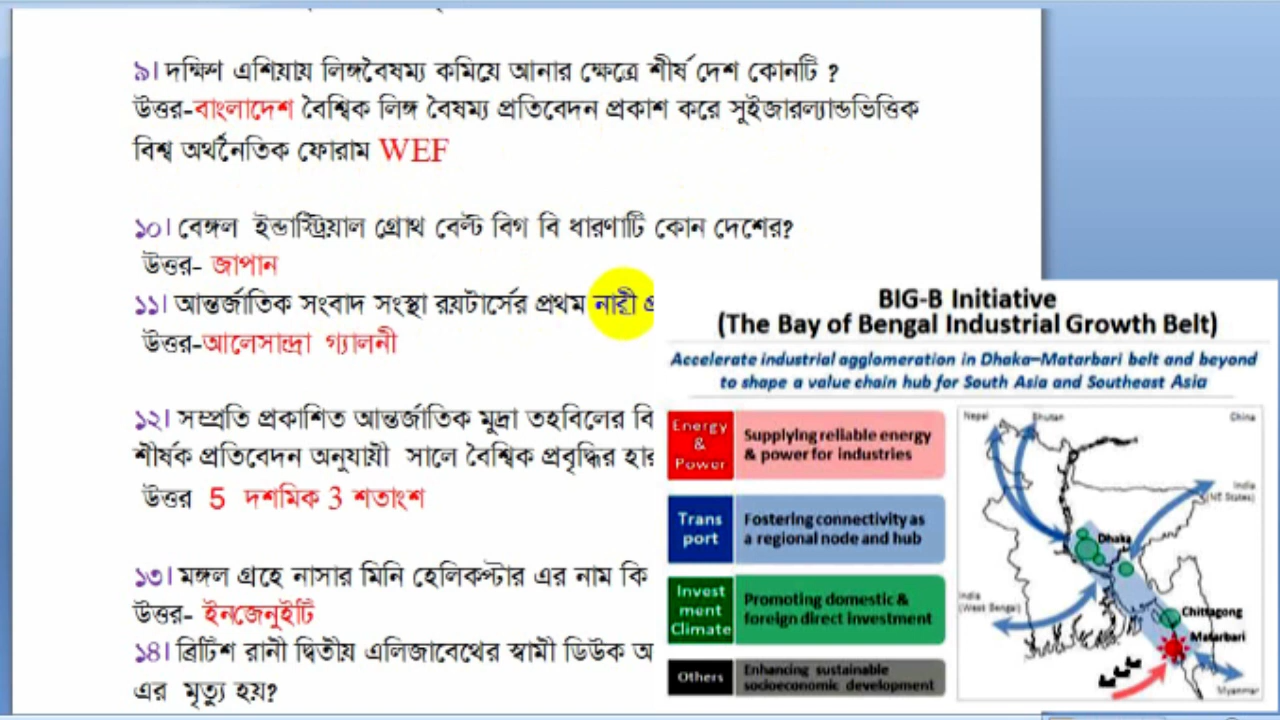 ৯। দক্ষিণ এশিয়ায় লিঙ্গবৈষম্য কমিয়ে আনার ক্ষেত্রে শীর্ষ দেশ কোনটি ?
উত্তর-বাংলাদেশ বৈশ্বিক লিঙ্গ বৈষম্য প্রতিবেদন প্রকাশ করে সুইজারল্যান্ডভিত্তিক
বিশ্ব অর্থনৈতিক ফোরাম WEF
১০। বেঙ্গল ইন্ডাস্ট্রিয়াল গ্রোথ বেল্ট বিগ বি ধারণাটি কোন দেশের?
উত্তর- জাপান
১১। আন্তর্জাতিক সংবাদ সংস্থা রয়টার্সের প্রথম নারী
উত্তর-আলেসান্দ্রা গ্যালনী
১২। সম্প্রতি প্রকাশিত আন্তর্জাতিক মুদ্রা তহবিলের
শীর্ষক প্রতিবেদন অনুযায়ী সালে বৈশ্বিক প্রবৃদ্ধির হার
উত্তর 5 দশমিক 3 শতাংশ
১৩। মঙ্গল গ্রহে নাসার মিনি হেলিকপ্টার এর নাম কি
উত্তর- ইনজেনুইটি
১৪। ব্রিটিশ রানী দ্বিতীয় এলিজাবেথের স্বামী ডিউক
এর মৃত্যু হয়?
BIG-B Initiative
(The Bay of Bengal Industrial Growth Belt)
Accelerate industrial agglomeration in Dhaka–Matarbari belt and beyond
to shape a value chain hub for South Asia and Southeast Asia
Energy
&
Power
Supplying reliable energy
& power for industries
Trans
port
Fostering connectivity as
a regional node and hub
Invest
ment
Climate
Promoting domestic &
foreign direct investment
Others
Enhancing sustainable
socioeconomic development
Nepal
Bhutan
China
India
(NE States)
Dhaka
India
(West Bengal)
Chittagong
Matarbari
Myanmar